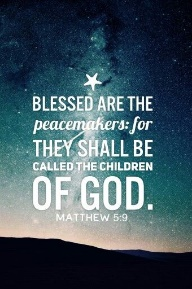 BLESSED ARE THE
peacemakers: for
THEY SHALL BE
CALLED THE CHILDREN
OF GOD.
MATTHEW 5:9